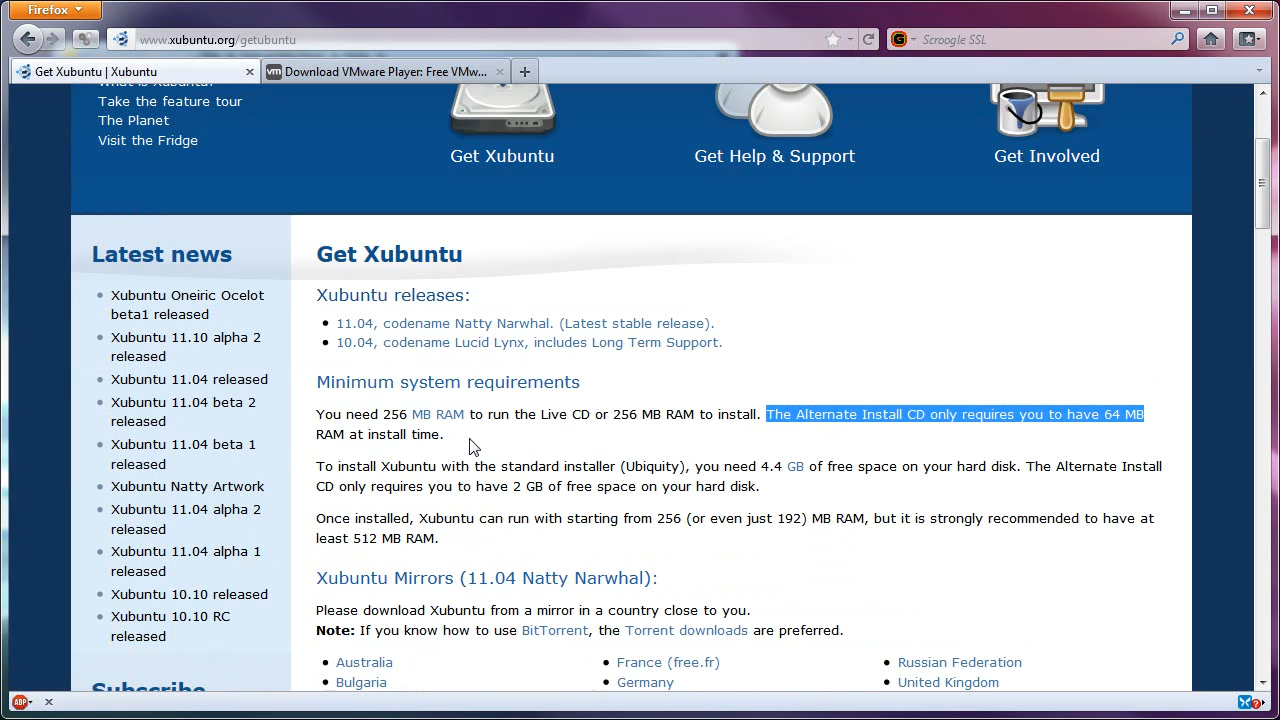 Firefox
www.xubuntu.org/getubuntu
Scroogle SSL
Get Xubuntu | Xubuntu
Download VMware Player: Free VMw...
What is Xubuntu?
Take the feature tour
The Planet
Visit the Fridge
Get Xubuntu
Get Help & Support
Get Involved
Latest news
Xubuntu Oneiric Ocelot
beta1 released
Xubuntu 11.10 alpha 2
released
Xubuntu 11.04 released
Xubuntu 11.04 beta 2
released
Xubuntu 11.04 beta 1
released
Xubuntu Natty Artwork
Xubuntu 11.04 alpha 2
released
Xubuntu 11.04 alpha 1
released
Xubuntu 10.10 released
Xubuntu 10.10 RC
released
Subscribe
Get Xubuntu
Xubuntu releases:
11.04, codename Natty Narwhal. (Latest stable release).
10.04, codename Lucid Lynx, includes Long Term Support.
Minimum system requirements
You need 256 MB RAM to run the Live CD or 256 MB RAM to install. The Alternate Install CD only requires you to have 64 MB
RAM at install time.
To install Xubuntu with the standard installer (Ubiquity), you need 4.4 GB of free space on your hard disk. The Alternate Install
CD only requires you to have 2 GB of free space on your hard disk.
Once installed, Xubuntu can run with starting from 256 (or even just 192) MB RAM, but it is strongly recommended to have at
least 512 MB RAM.
Xubuntu Mirrors (11.04 Natty Narwhal):
Please download Xubuntu from a mirror in a country close to you.
Note: If you know how to use BitTorrent, the Torrent downloads are preferred.
Australia
France (free.fr)
Russian Federation
Bulgaria
Germany
United Kingdom
ABP